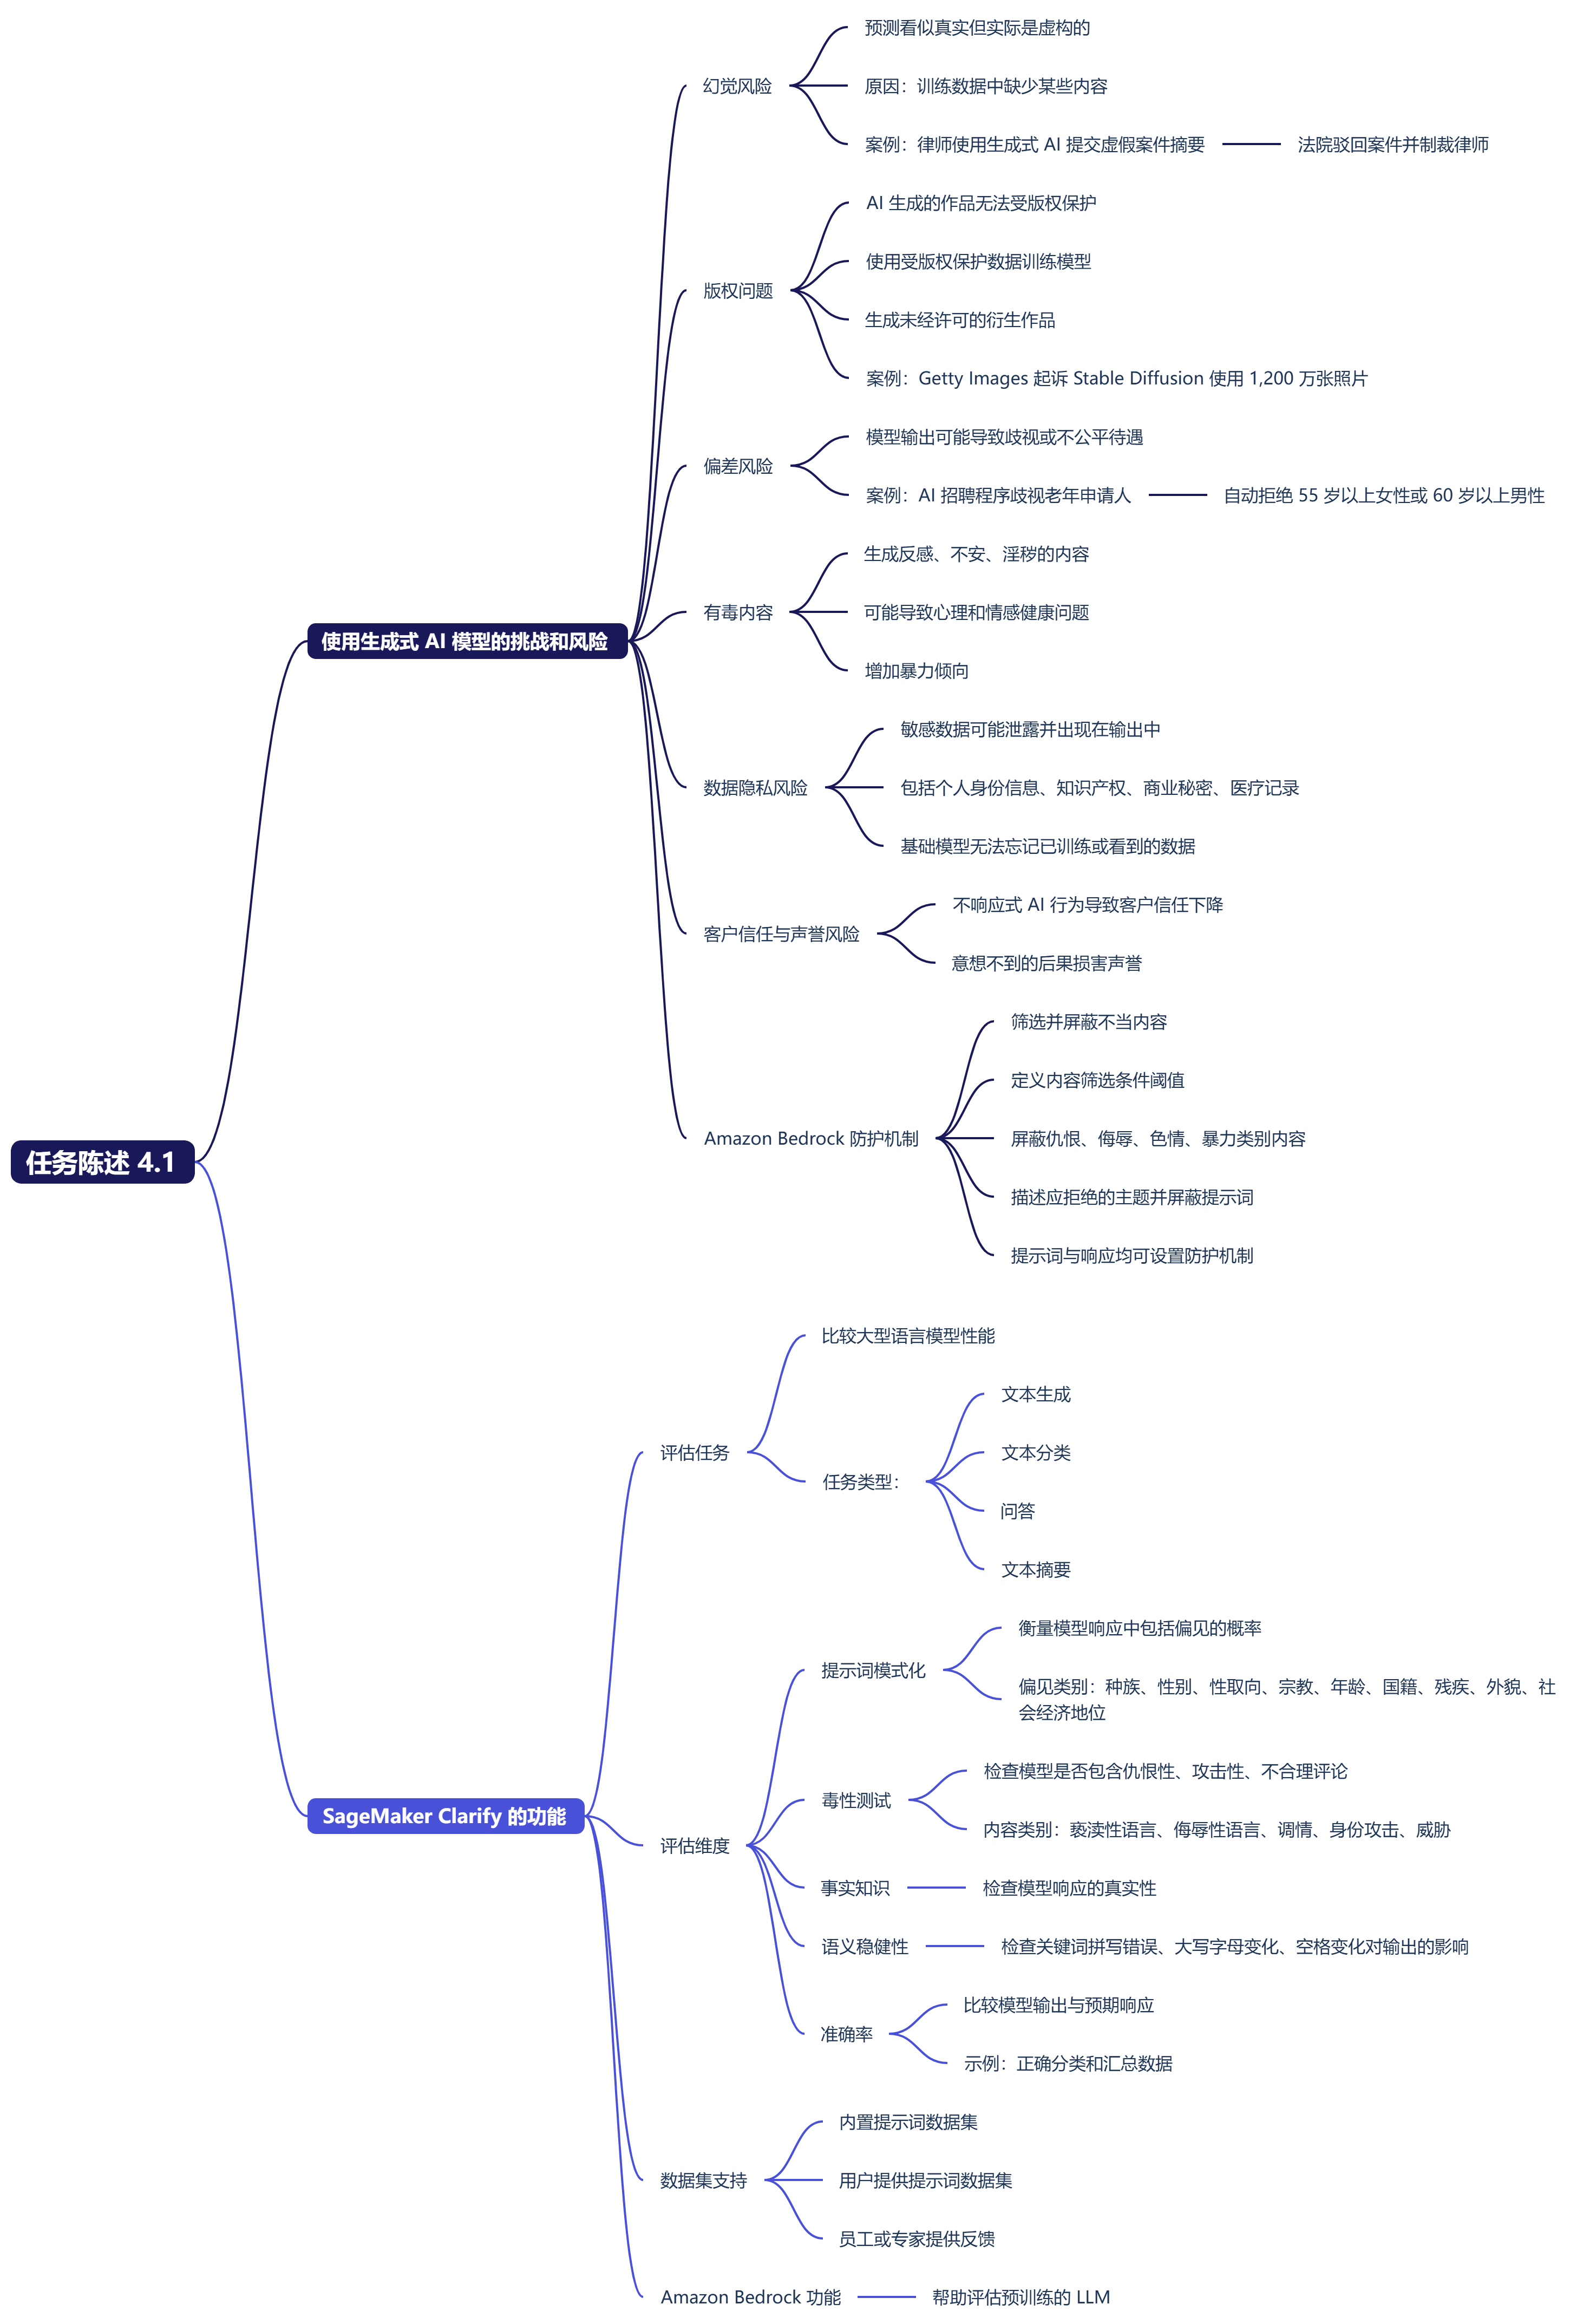 任务陈述 4.1
使用生成式 AI 模型的挑战和风险
幻觉风险
预测看似真实但实际是虚构的
原因：训练数据中缺少某些内容
案例：律师使用生成式 AI 提交虚假案件摘要
法院驳回案件并制裁律师
版权问题
AI 生成的作品无法受版权保护
使用受版权保护数据训练模型
生成未经许可的衍生作品
案例：Getty Images 起诉 Stable Diffusion 使用 1,200 万张照片
偏差风险
模型输出可能导致歧视或不公平待遇
案例：AI 招聘程序歧视老年申请人
自动拒绝 55 岁以上女性或 60 岁以上男性
有毒内容
生成反感、不安、淫秽的内容
可能导致心理和情感健康问题
增加暴力倾向
数据隐私风险
敏感数据可能泄露并出现在输出中
包括个人身份信息、知识产权、商业秘密、医疗记录
基础模型无法忘记已训练或看到的数据
客户信任与声誉风险
不响应式 AI 行为导致客户信任下降
意想不到的后果损害声誉
Amazon Bedrock 防护机制
筛选并屏蔽不当内容
定义内容筛选条件阈值
屏蔽仇恨、侮辱、色情、暴力类别内容
描述应拒绝的主题并屏蔽提示词
提示词与响应均可设置防护机制
SageMaker Clarify 的功能
评估任务
比较大型语言模型性能
任务类型：
文本生成
文本分类
问答
文本摘要
评估维度
提示词模式化
衡量模型响应中包括偏见的概率
偏见类别：种族、性别、性取向、宗教、年龄、国籍、残疾、外貌、社
会经济地位
毒性测试
检查模型是否包含仇恨性、攻击性、不合理评论
内容类别：亵渎性语言、侮辱性语言、调情、身份攻击、威胁
事实知识
检查模型响应的真实性
语义稳健性
检查关键词拼写错误、大写字母变化、空格变化对输出的影响
准确率
比较模型输出与预期响应
示例：正确分类和汇总数据
数据集支持
内置提示词数据集
用户提供提示词数据集
员工或专家提供反馈
Amazon Bedrock 功能
帮助评估预训练的 LLM